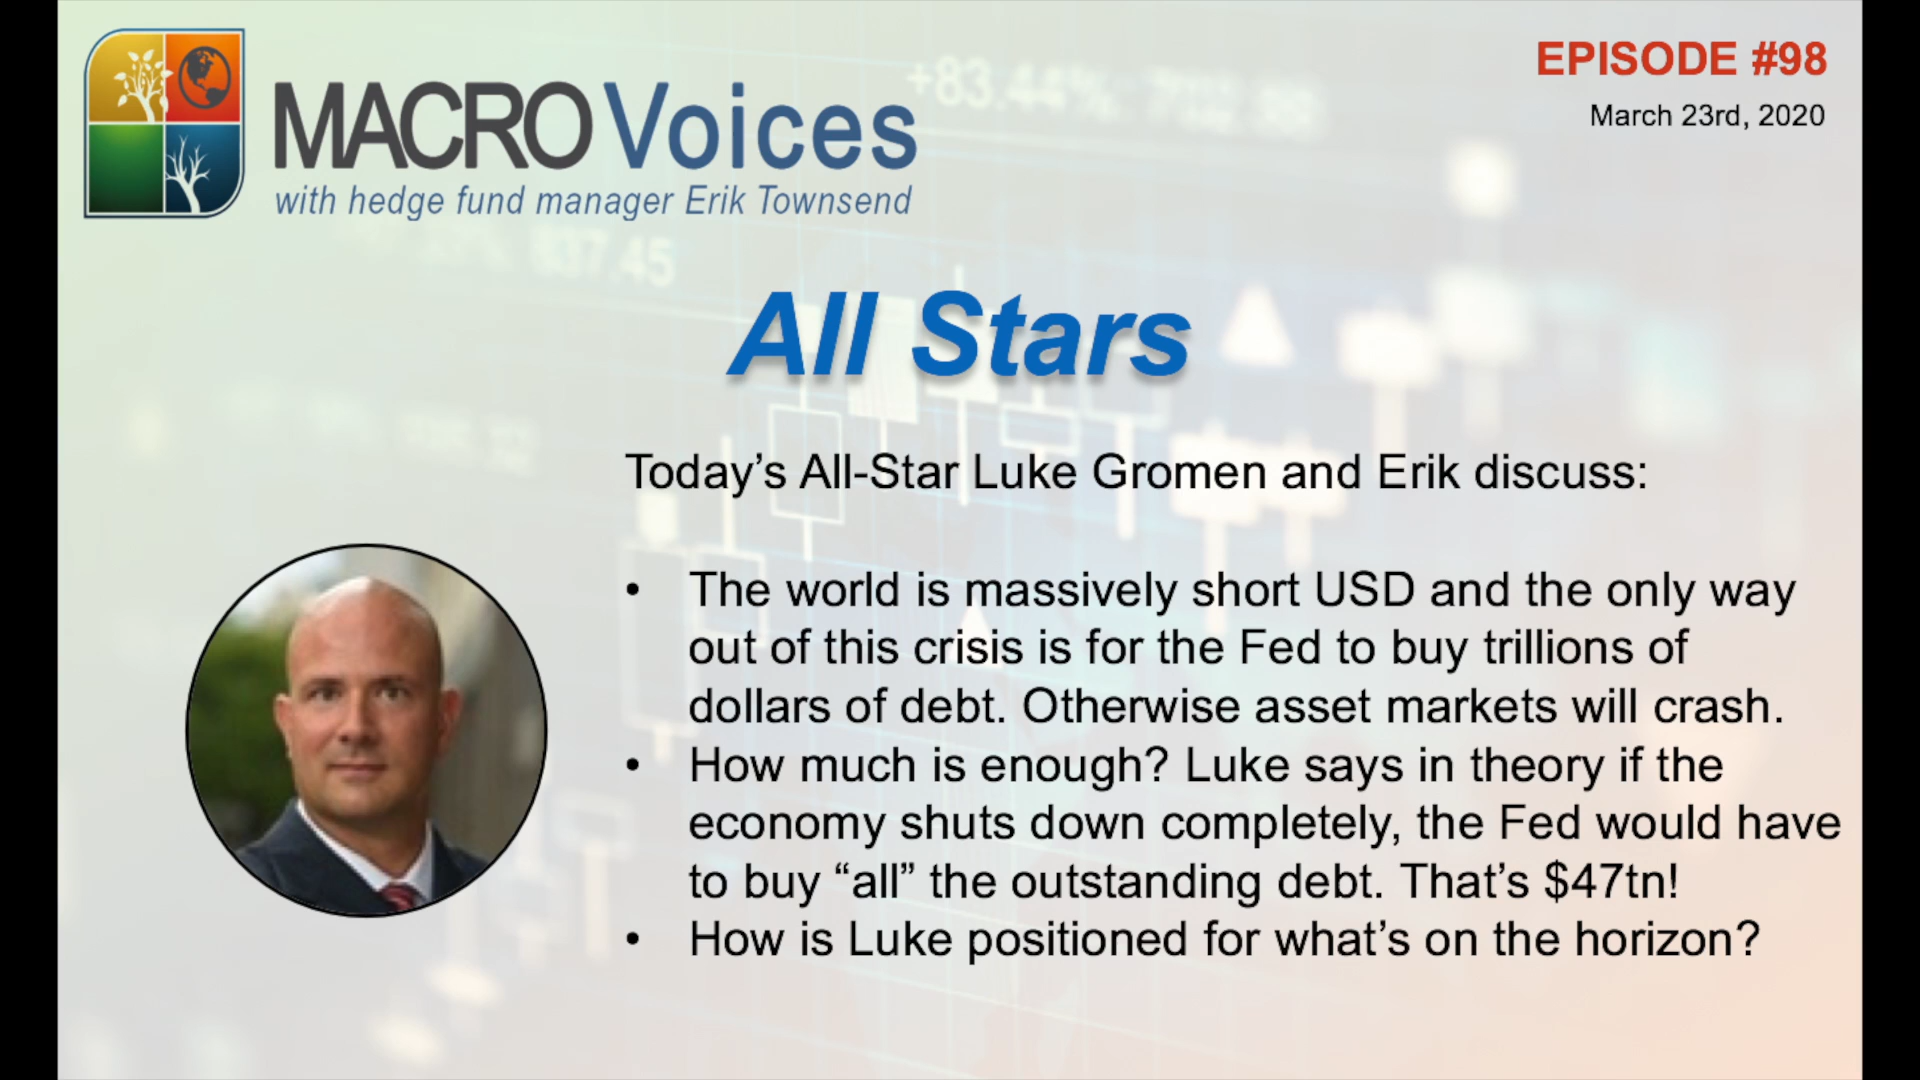 EPISODE #98
March 23rd, 2020
MACRO Voices
with hedge fund manager Erik Townsend
+83.44%
837.45
All Stars
Today’s All-Star Luke Gromen and Erik discuss:
• The world is massively short USD and the only way
out of this crisis is for the Fed to buy trillions of
dollars of debt. Otherwise asset markets will crash.
• How much is enough? Luke says in theory if the
economy shuts down completely, the Fed would have
to buy “all” the outstanding debt. That’s $47tn!
• How is Luke positioned for what’s on the horizon?